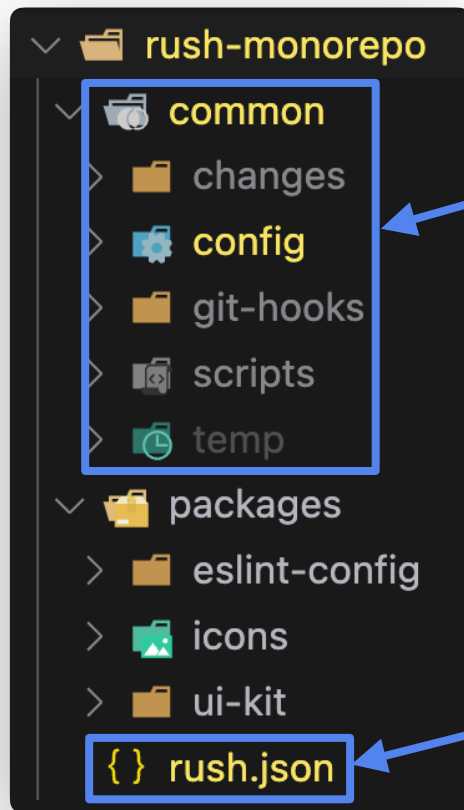 rush-monorepo
common
changes
config
git-hooks
scripts
temp
packages
eslint-config
icons
ui-kit
{ } rush.json